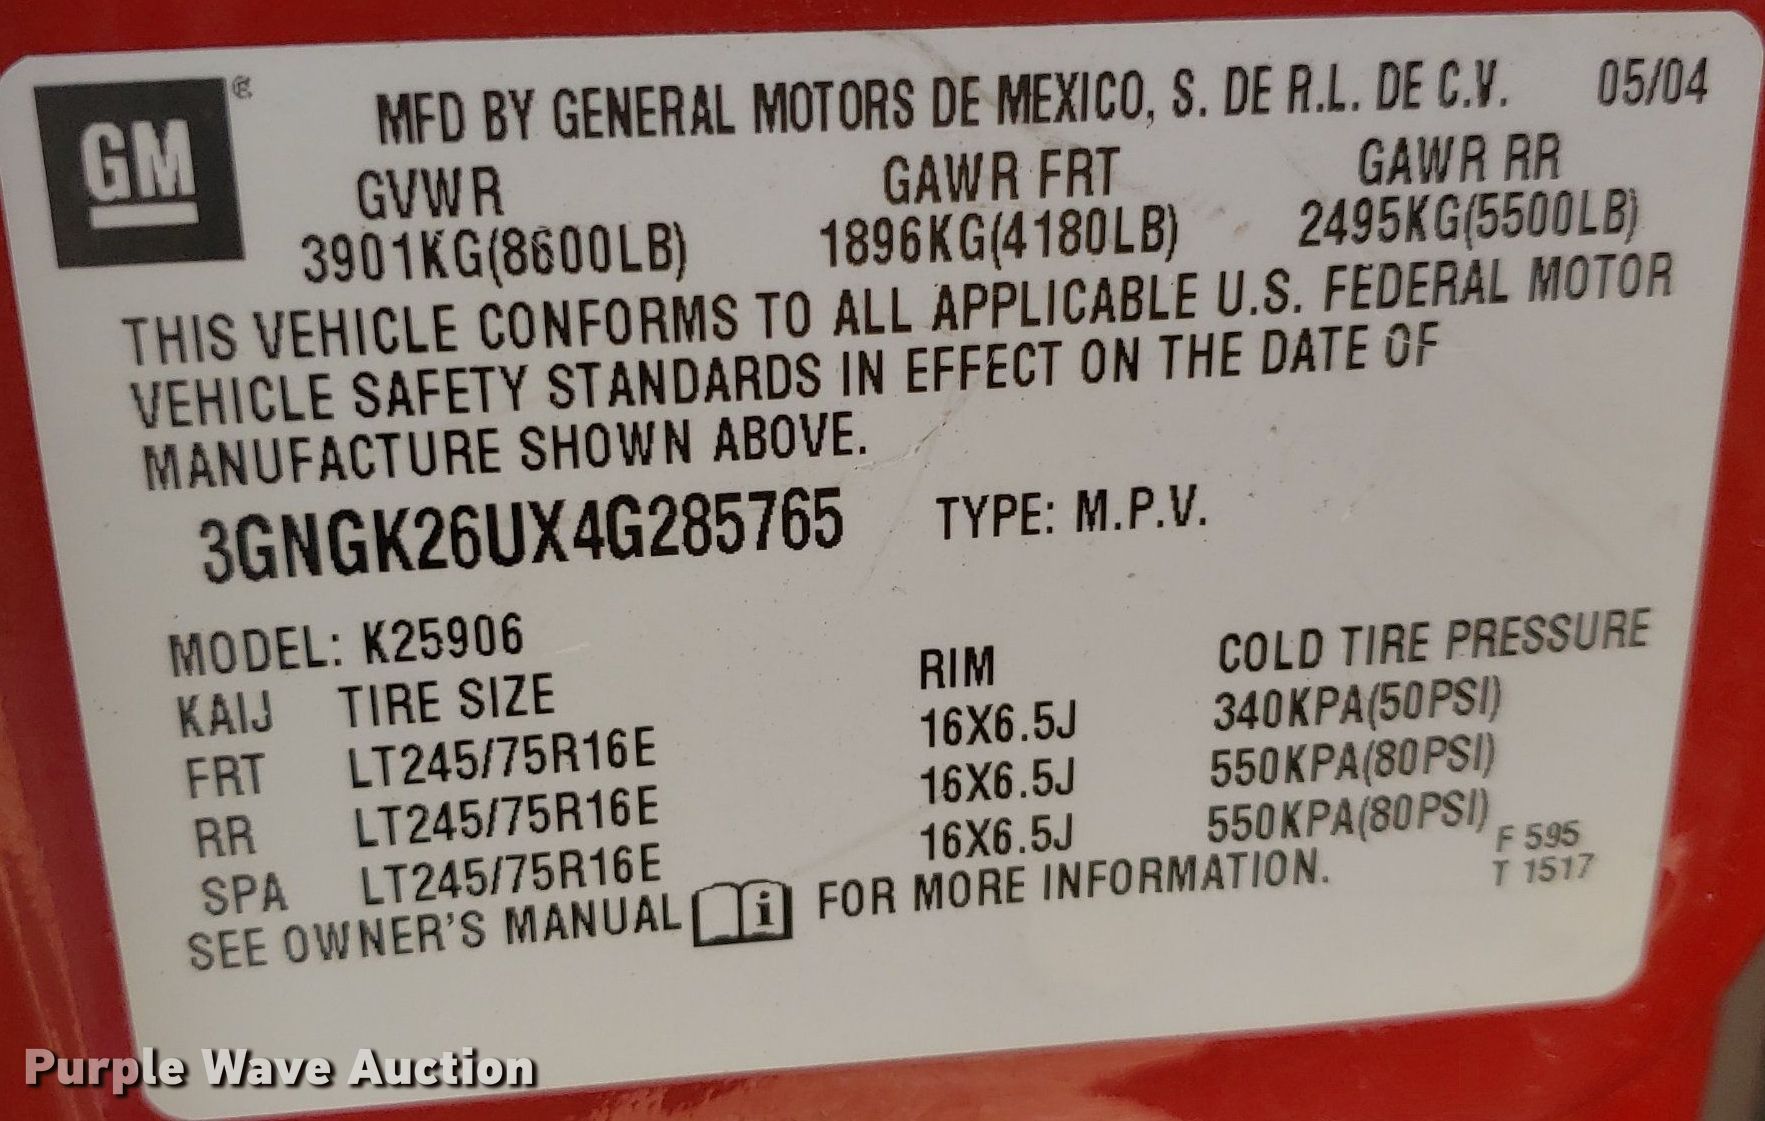 GM ®
MFD BY GENERAL MOTORS DE MEXICO, S. DE R.L. DE C.V. 05/04
GVWR GAWR FRT GAWR RR
3901KG(8600LB) 1896KG(4180LB) 2495KG(5500LB)
THIS VEHICLE CONFORMS TO ALL APPLICABLE U.S. FEDERAL MOTOR
VEHICLE SAFETY STANDARDS IN EFFECT ON THE DATE OF
MANUFACTURE SHOWN ABOVE.
3GNGK26UX4G285765 TYPE: M.P.V.
MODEL: K25906
KAIJ TIRE SIZE RIM COLD TIRE PRESSURE
FRT LT245/75R16E 16X6.5J 340KPA(50PSI)
RR LT245/75R16E 16X6.5J 550KPA(80PSI)
SPA LT245/75R16E 16X6.5J 550KPA(80PSI)
SEE OWNER'S MANUAL i FOR MORE INFORMATION.
F 595
T 1517
Purple Wave Auction